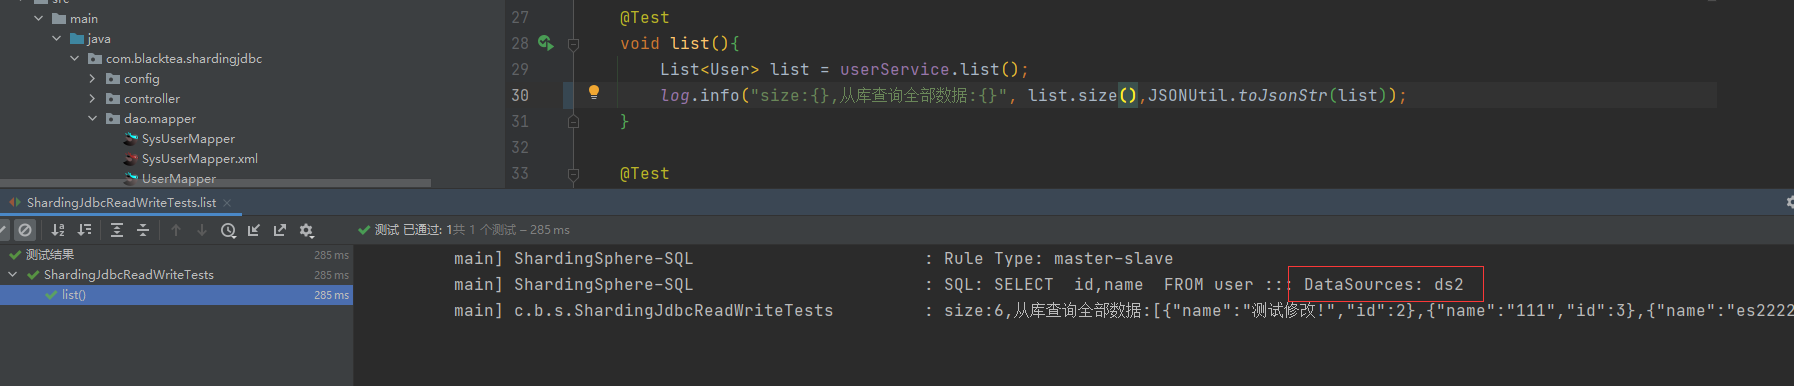 src
main
java
com.blacktea.shardingjdbc
config
controller
dao.mapper
SysUserMapper
SysUserMapper.xml
UserMapper
27 @Test
28 void list(){
29 List<User> list = userService.list();
30 log.info("size:{},从库查询全部数据:{}", list.size(),JSONUtil.toJsonStr(list));
31 }
32
33 @Test
ShardingJdbcReadWriteTests.list
测试 已通过: 1共 1 个测试 – 285 ms
测试结果 285 ms
ShardingJdbcReadWriteTests 285 ms
list() 285 ms
main] ShardingSphere-SQL : Rule Type: master-slave
main] ShardingSphere-SQL : SQL: SELECT id,name FROM user ::: DataSources: ds2
main] c.b.s.ShardingJdbcReadWriteTests : size:6,从库查询全部数据:[{"name":"测试修改!","id":2},{"name":"111","id":3},{"name":"es2222